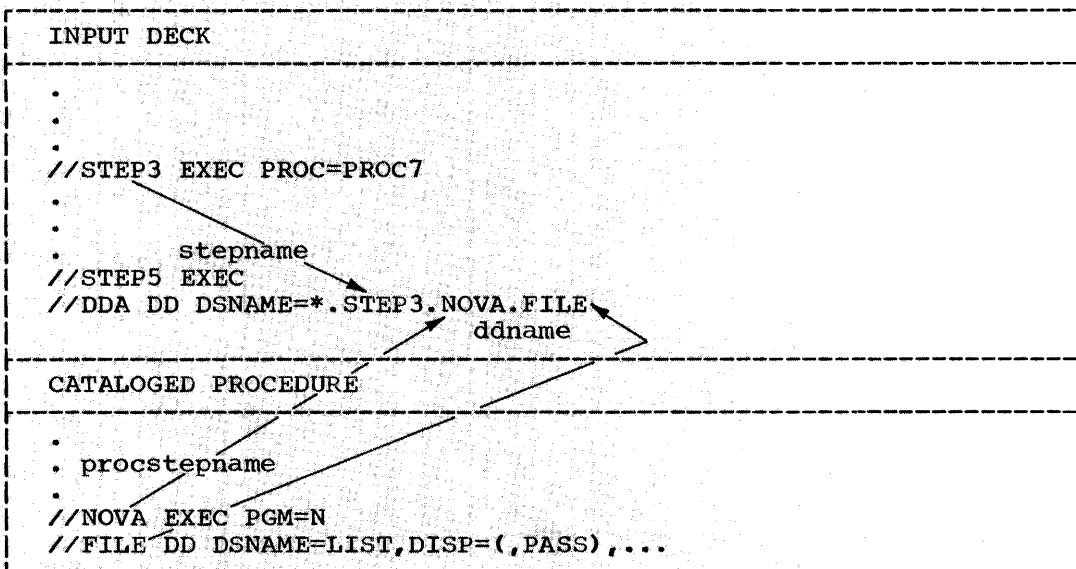 INPUT DECK
.
.
.
//STEP3 EXEC PROC=PROC7
.
.
. stepname
//STEP5 EXEC
//DDA DD DSNAME=*.STEP3.NOVA.FILE
ddname
CATALOGED PROCEDURE
.
. procstepname
.
//NOVA EXEC PGM=N
//FILE DD DSNAME=LIST,DISP=(,PASS),...